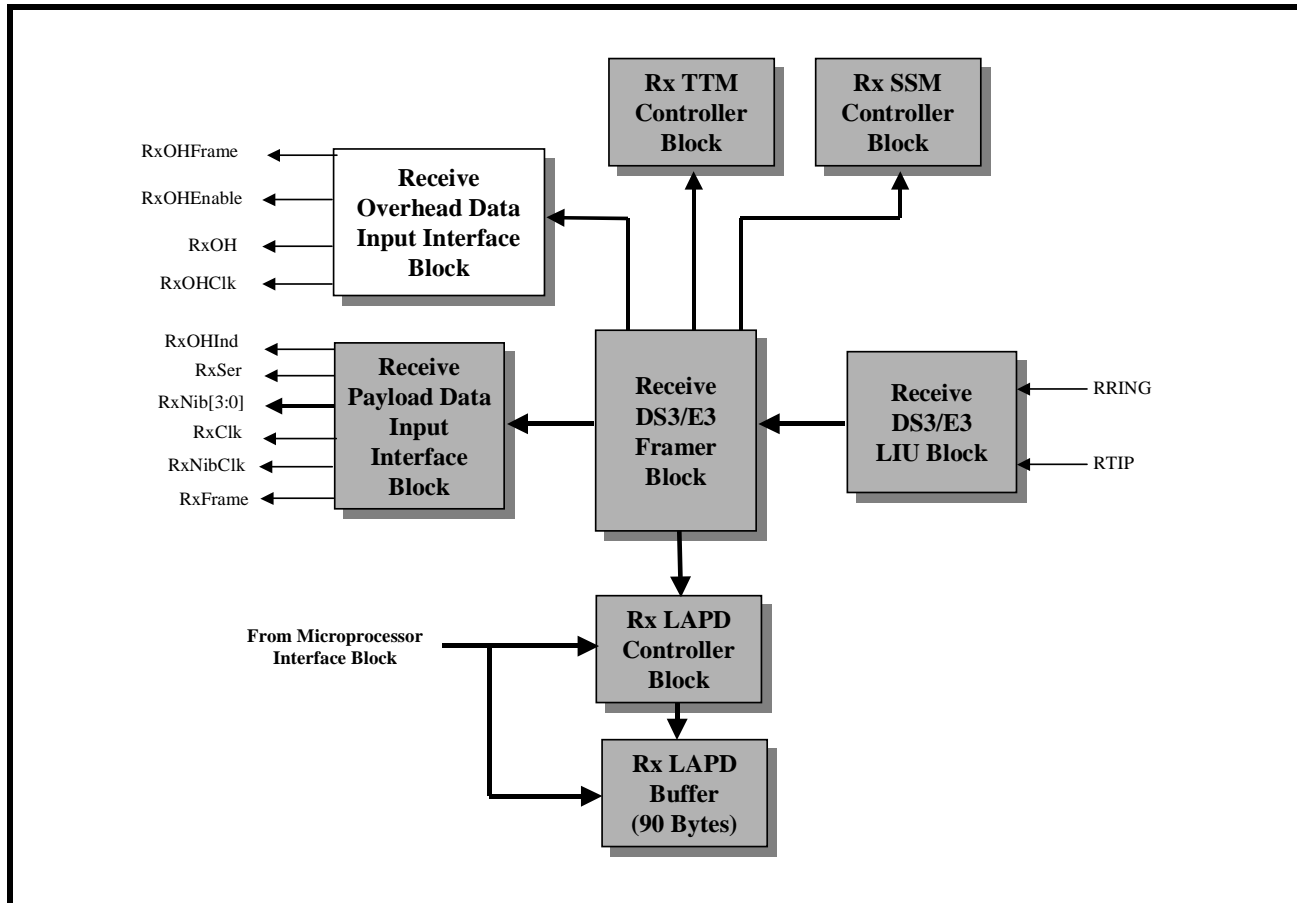 Rx TTM
Controller
Block
Rx SSM
Controller
Block
RxOHFrame
RxOHEnable
RxOH
RxOHClk
Receive
Overhead Data
Input Interface
Block
RxOHInd
RxSer
RxNib[3:0]
RxClk
RxNibClk
RxFrame
Receive
Payload Data
Input
Interface
Block
Receive
DS3/E3
Framer
Block
Receive
DS3/E3
LIU Block
RRING
RTIP
From Microprocessor
Interface Block
Rx LAPD
Controller
Block
Rx LAPD
Buffer
(90 Bytes)